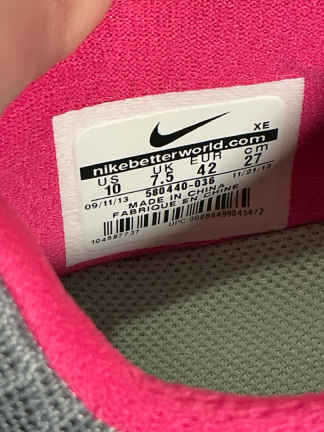 XE
nikebetterworld.com
US UK EUR cm
10 7.5 42 27
09/11/13 580440-036 11/21/13
MADE IN CHINA
FABRIQUE EN CHINE
104587737